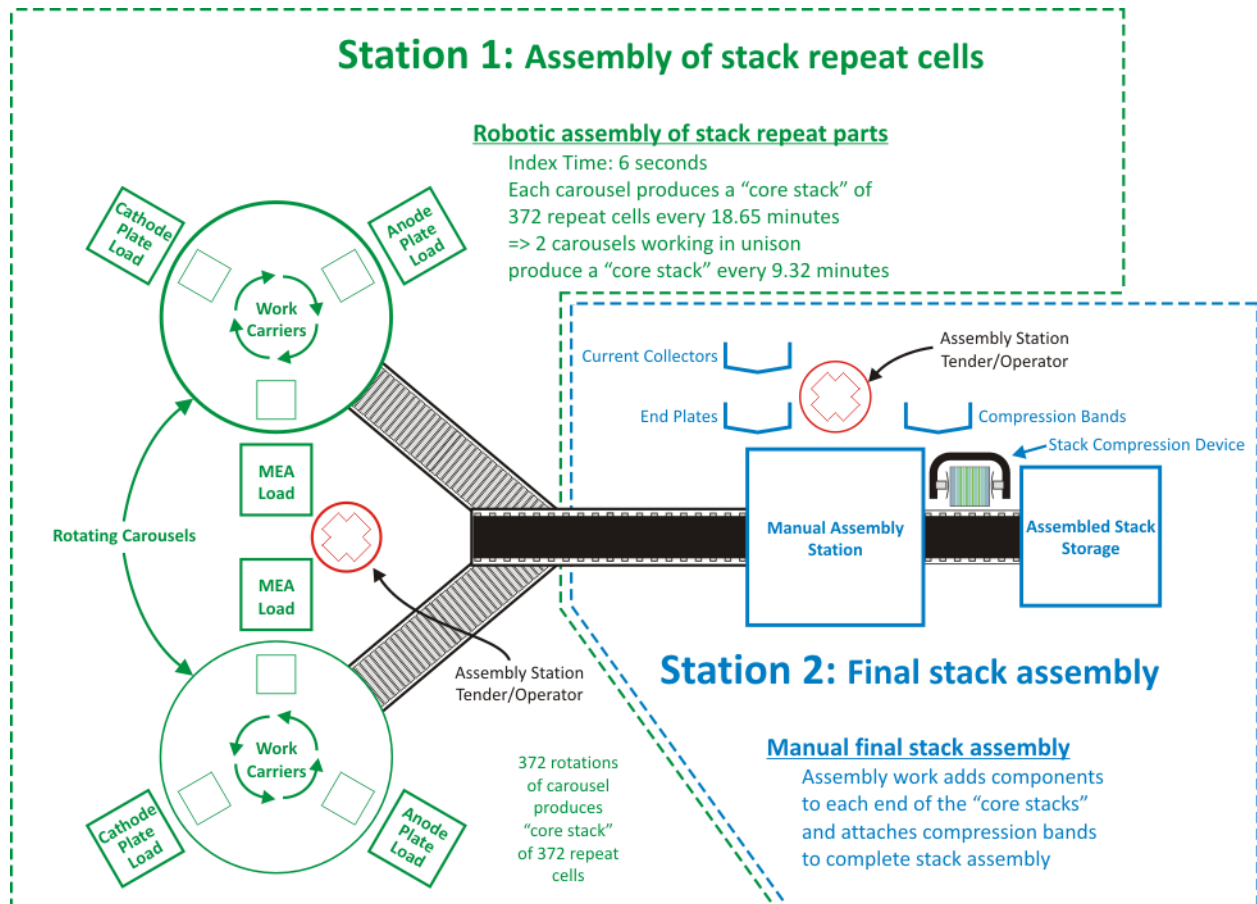 Station 1: Assembly of stack repeat cells
Robotic assembly of stack repeat parts
Index Time: 6 seconds
Each carousel produces a “core stack” of
372 repeat cells every 18.65 minutes
=> 2 carousels working in unison
produce a “core stack” every 9.32 minutes
Cathode
Plate
Load
Anode
Plate
Load
Work
Carriers
MEA
Load
Rotating Carousels
MEA
Load
Assembly Station
Tender/Operator
Work
Carriers
Cathode
Plate
Load
Anode
Plate
Load
372 rotations
of carousel
produces
“core stack”
of 372 repeat
cells
Current Collectors
Assembly Station
Tender/Operator
End Plates
Compression Bands
Stack Compression Device
Manual Assembly
Station
Assembled Stack
Storage
Station 2: Final stack assembly
Manual final stack assembly
Assembly work adds components
to each end of the “core stacks”
and attaches compression bands
to complete stack assembly